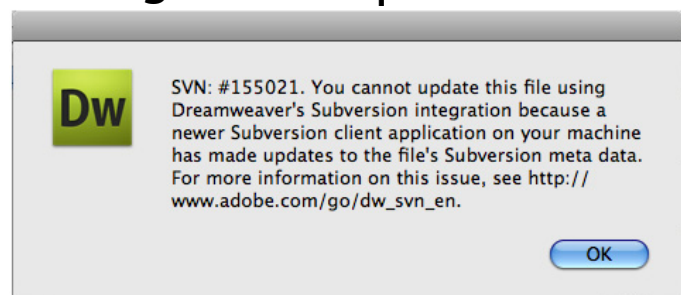 Dw
SVN: #155021. You cannot update this file using
Dreamweaver's Subversion integration because a
newer Subversion client application on your machine
has made updates to the file's Subversion meta data.
For more information on this issue, see http://
www.adobe.com/go/dw_svn_en.
OK